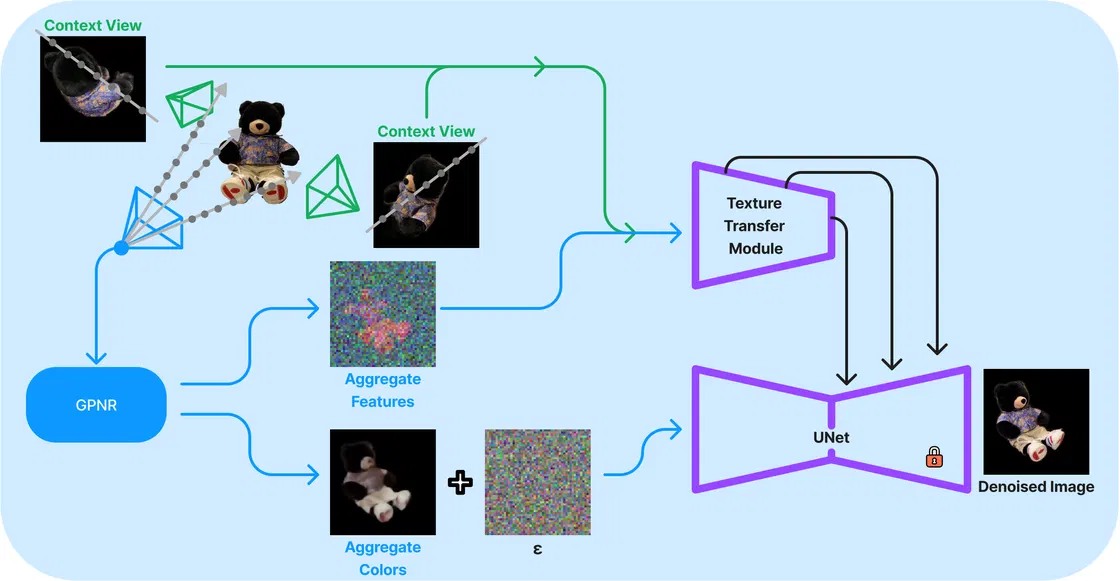 Context View
Context View
Texture
Transfer
Module
Aggregate
Features
GPNR
UNet
Denoised Image
ε
Aggregate
Colors